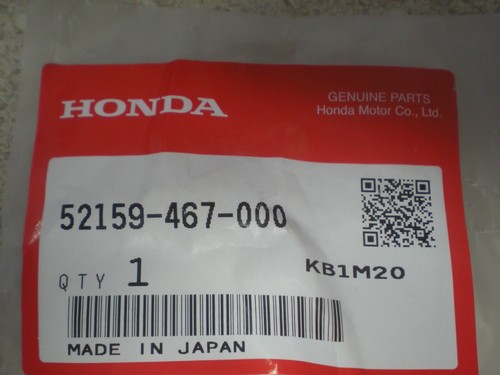 HONDA
GENUINE PARTS
Honda Motor Co., Ltd.
52159-467-000
QTY 1
KB1M20
MADE IN JAPAN